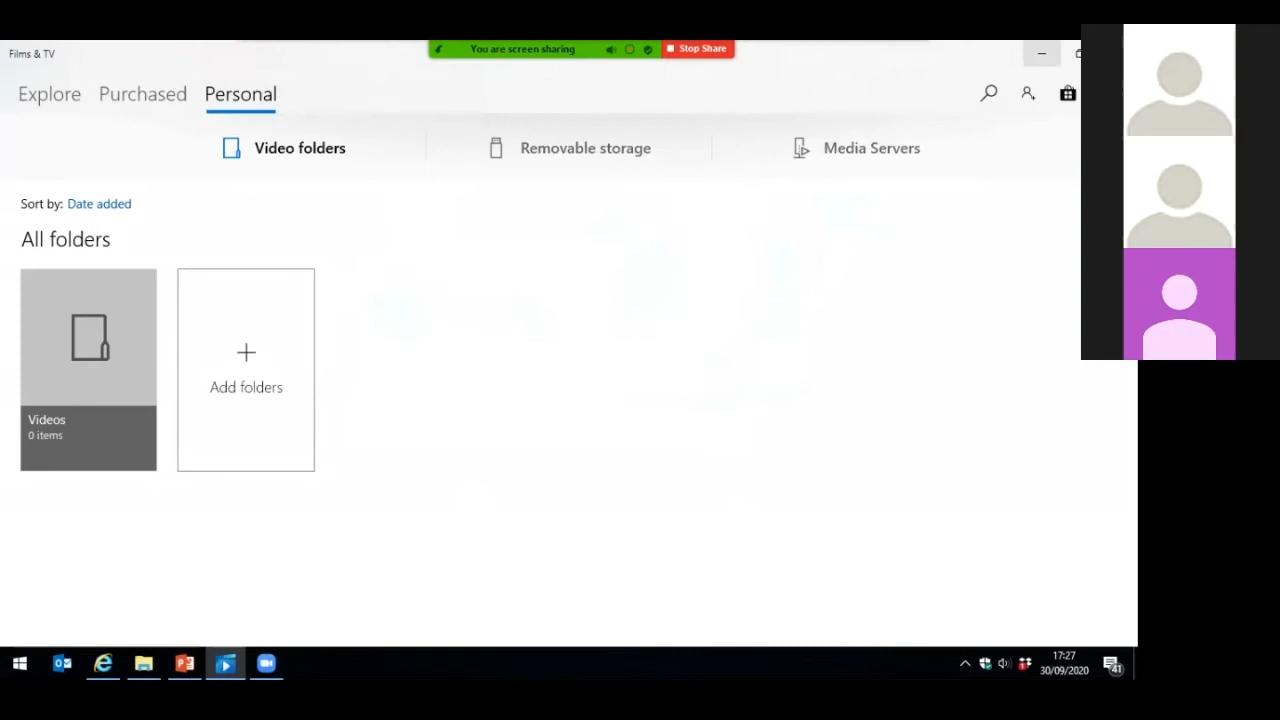 Films & TV
You are screen sharing
Stop Share
Explore
Purchased
Personal
Video folders
Removable storage
Media Servers
Sort by: Date added
All folders
Add folders
Videos
0 items
17:27
30/09/2020
41